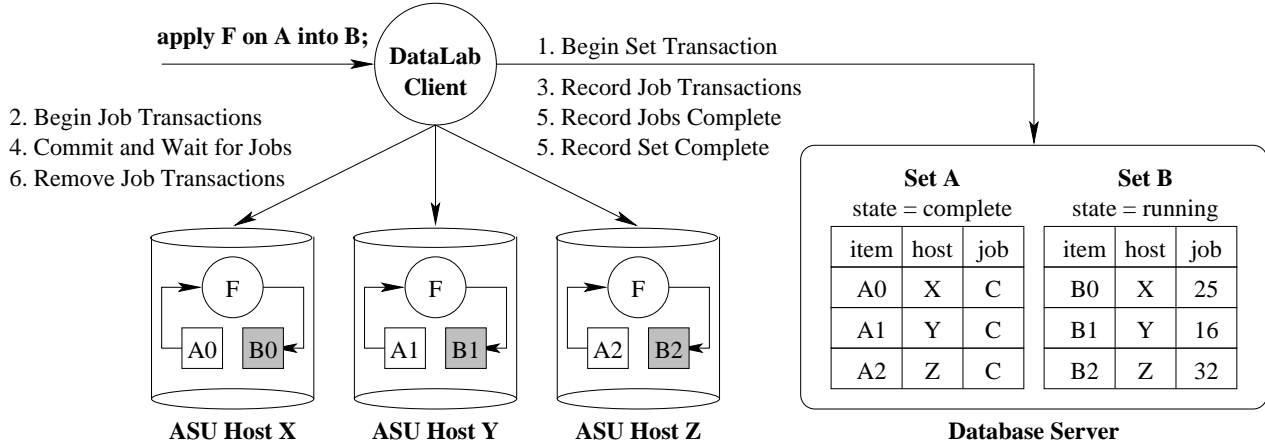 apply F on A into B;
DataLab
Client
1. Begin Set Transaction
3. Record Job Transactions
5. Record Jobs Complete
5. Record Set Complete
2. Begin Job Transactions
4. Commit and Wait for Jobs
6. Remove Job Transactions
F
A0 B0
ASU Host X
F
A1 B1
ASU Host Y
F
A2 B2
ASU Host Z
Set A
state = complete
item host job
A0 X C
A1 Y C
A2 Z C
Set B
state = running
item host job
B0 X 25
B1 Y 16
B2 Z 32
Database Server